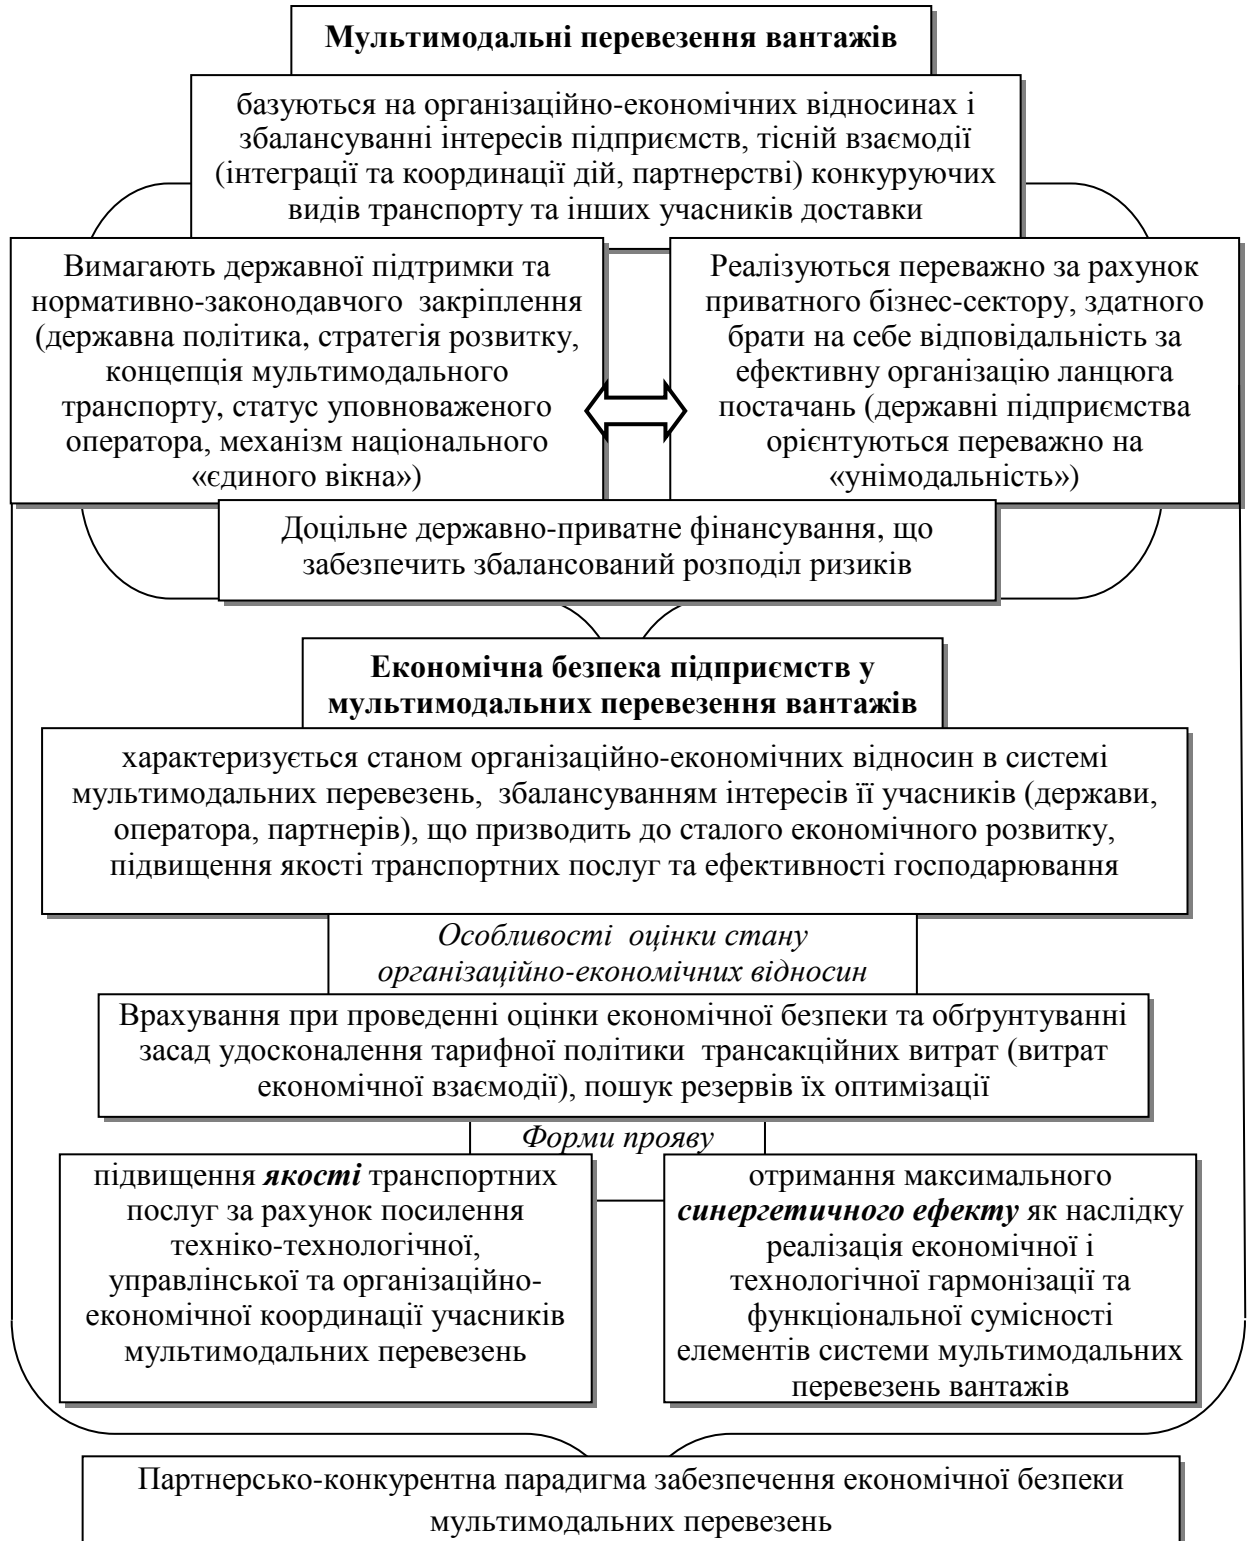 Мультимодальні перевезення вантажів
базуються на організаційно-економічних відносинах і
збалансуванні інтересів підприємств, тісній взаємодії
(інтеграції та координації дій, партнерстві) конкуруючих
видів транспорту та інших учасників доставки
Вимагають державної підтримки та
нормативно-законодавчого закріплення
(державна політика, стратегія розвитку,
концепція мультимодального
транспорту, статус уповноваженого
оператора, механізм національного
«єдиного вікна»)
Реалізуються переважно за рахунок
приватного бізнес-сектору, здатного
брати на себе відповідальність за
ефективну організацію ланцюга
постачань (державні підприємства
орієнтуються переважно на
«унімодальність»)
Доцільне державно-приватне фінансування, що
забезпечить збалансований розподіл ризиків
Економічна безпека підприємств у
мультимодальних перевезення вантажів
характеризується станом організаційно-економічних відносин в системі
мультимодальних перевезень, збалансуванням інтересів її учасників (держави,
оператора, партнерів), що призводить до сталого економічного розвитку,
підвищення якості транспортних послуг та ефективності господарювання
Особливості оцінки стану
організаційно-економічних відносин
Врахування при проведенні оцінки економічної безпеки та обґрунтуванні
засад удосконалення тарифної політики трансакційних витрат (витрат
економічної взаємодії), пошук резервів їх оптимізації
Форми прояву
підвищення якості транспортних
послуг за рахунок посилення
техніко-технологічної,
управлінської та організаційно-
економічної координації учасників
мультимодальних перевезень
отримання максимального
синергетичного ефекту як наслідку
реалізація економічної і
технологічної гармонізації та
функціональної сумісності
елементів системи мультимодальних
перевезень вантажів
Партнерсько-конкурентна парадигма забезпечення економічної безпеки
мультимодальних перевезень